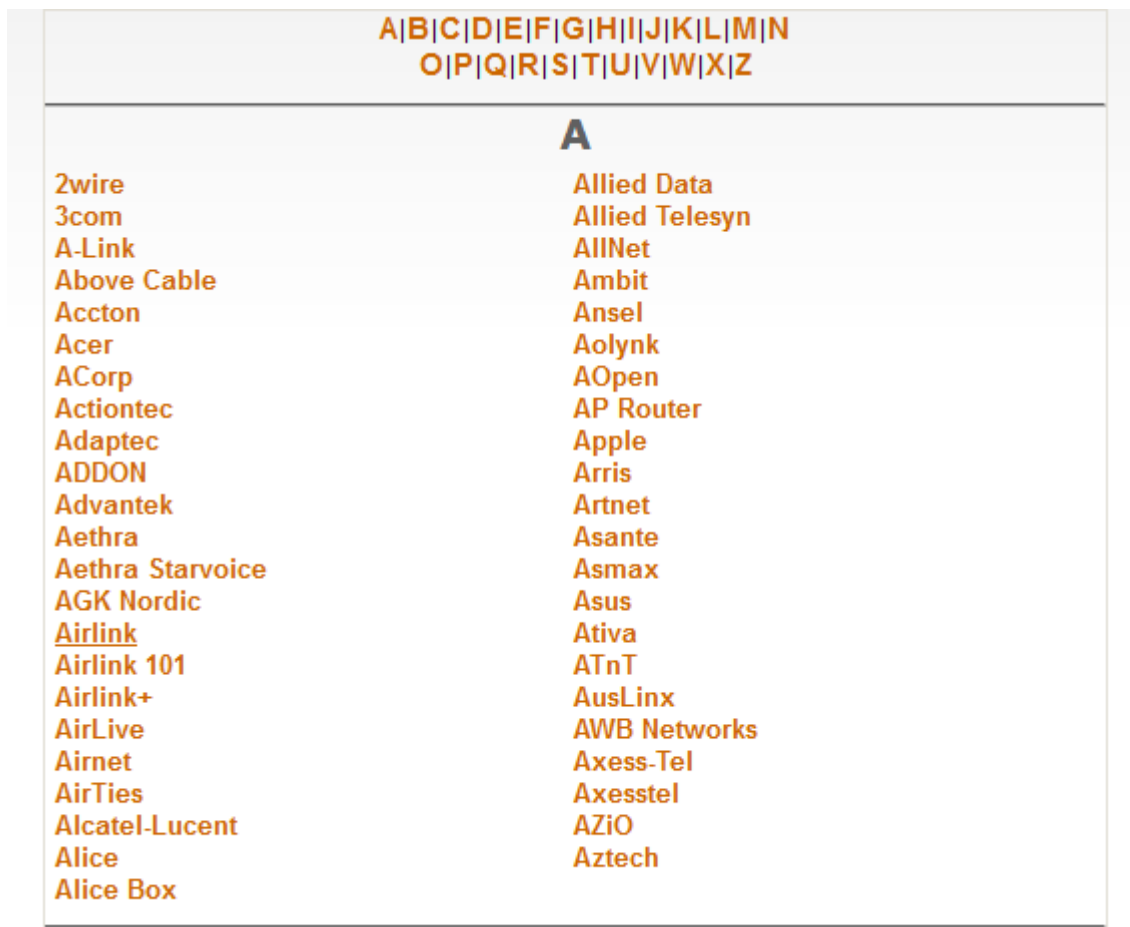 A|B|C|D|E|F|G|H|I|J|K|L|M|N
O|P|Q|R|S|T|U|V|W|X|Z
A
2wire
3com
A-Link
Above Cable
Accton
Acer
ACorp
Actiontec
Adaptec
ADDON
Advantek
Aethra
Aethra Starvoice
AGK Nordic
Airlink
Airlink 101
Airlink+
AirLive
Airnet
AirTies
Alcatel-Lucent
Alice
Alice Box
Allied Data
Allied Telesyn
AllNet
Ambit
Ansel
Aolynk
AOpen
AP Router
Apple
Arris
Artnet
Asante
Asmax
Asus
Ativa
ATnT
AusLinx
AWB Networks
Axess-Tel
Axesstel
AZiO
Aztech